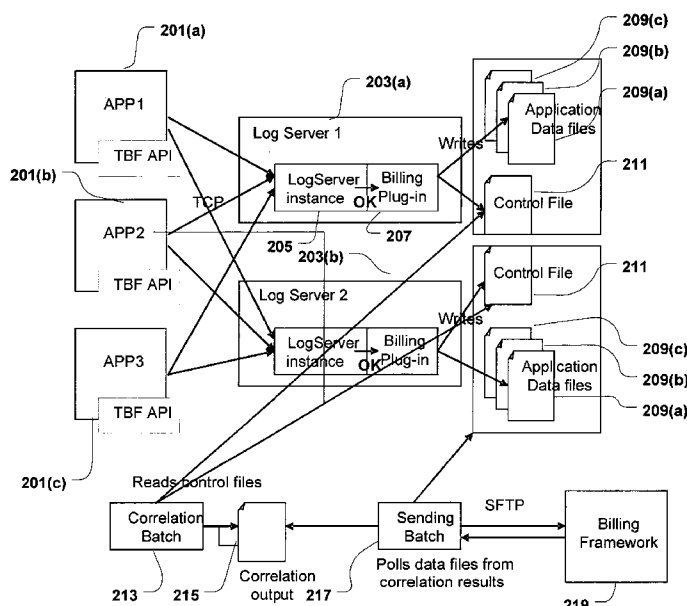 201(a)
APP1
TBF API
201(b)
APP2
TBF API
APP3
TBF API
201(c)
TCP
203(a)
Log Server 1
LogServer
instance
OK
Billing
Plug-in
205
207
203(b)
Log Server 2
LogServer
instance
OK
Billing
Plug-in
Writes
209(c)
209(b)
209(a)
Application
Data files
211
Control File
Control File
211
Writes
209(c)
209(b)
Application
Data files
209(a)
Reads control files
Correlation
Batch
213
215
Correlation
output
Sending
Batch
217
Polls data files from
correlation results
SFTP
Billing
Framework
219